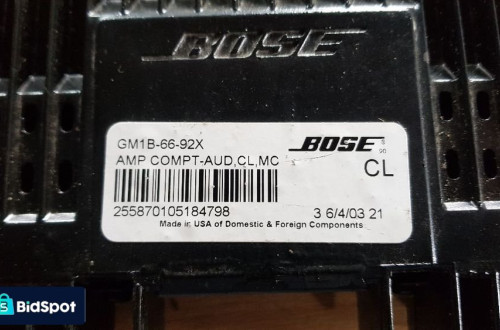 BOSE
GM1B-66-92X
BOSE
AMP COMPT-AUD,CL,MC
CL
255870105184798
3 6/4/03 21
Made in USA of Domestic & Foreign Components
BidSpot